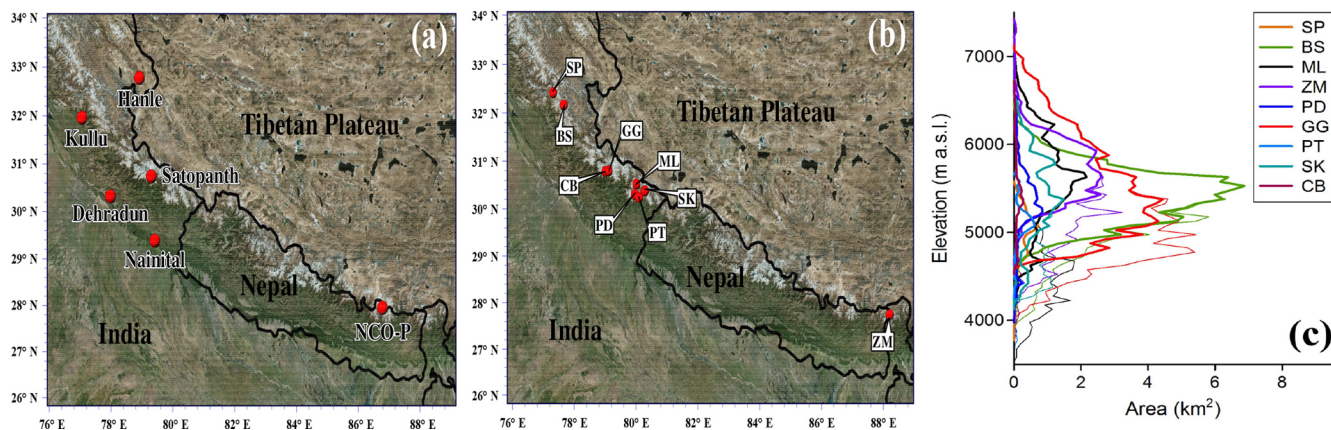 (a)
34° N
33° N
32° N
31° N
30° N
29° N
28° N
27° N
26° N
76° E
78° E
80° E
82° E
84° E
86° E
88° E
Hanle
Kullu
Tibetan Plateau
Satopanth
Dehradun
Nainital
Nepal
India
NCO-P
(b)
34° N
33° N
32° N
31° N
30° N
29° N
28° N
27° N
26° N
76° E
78° E
80° E
82° E
84° E
86° E
88° E
SP
BS
Tibetan Plateau
GG
ML
CB
SK
PD
PT
Nepal
India
ZM
(c)
Elevation (m a.s.l.)
7000
6000
5000
4000
0
2
4
6
8
Area (km²)
SP
BS
ML
ZM
PD
GG
PT
SK
CB